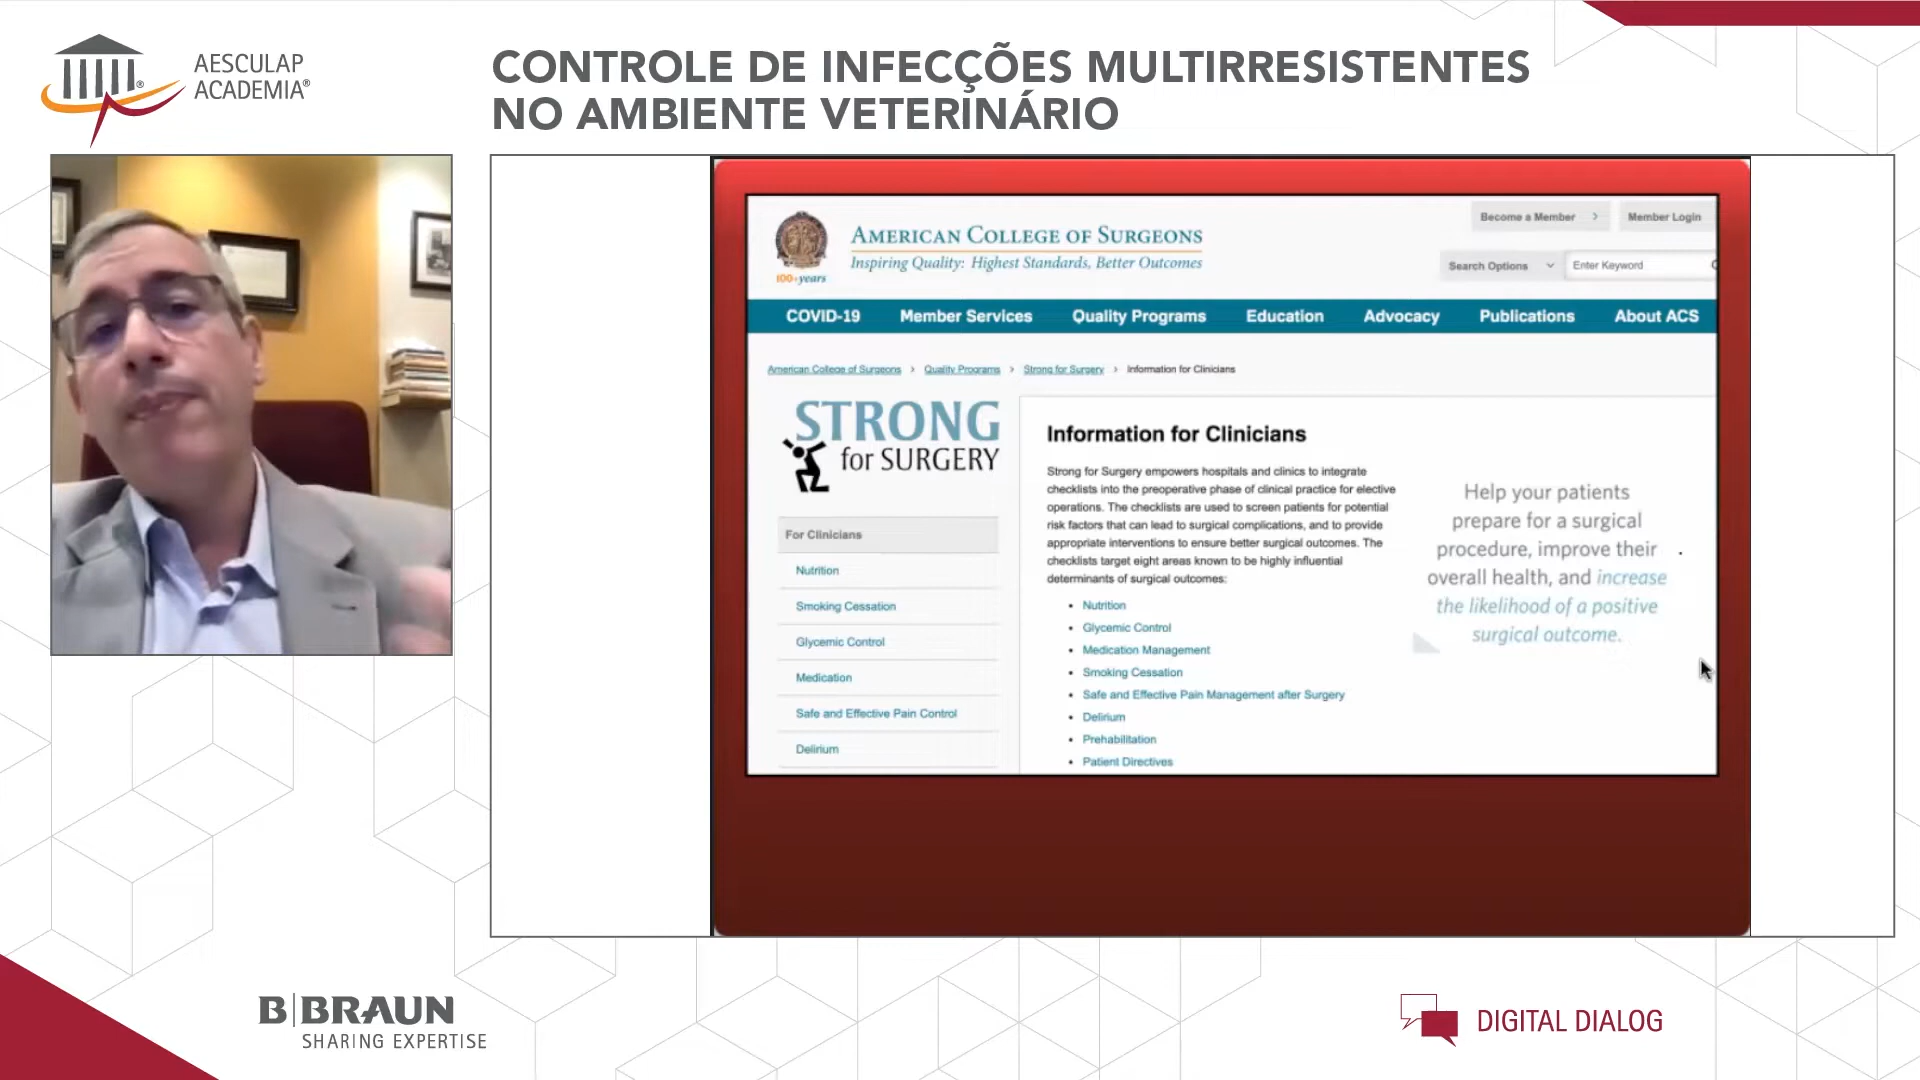 AESCULAP
ACADEMIA®
CONTROLE DE INFECÇÕES MULTIRRESISTENTES
NO AMBIENTE VETERINÁRIO
100+years
AMERICAN COLLEGE OF SURGEONS
Inspiring Quality: Highest Standards, Better Outcomes
Become a Member
Member Login
Search Options
Enter Keyword
COVID-19
Member Services
Quality Programs
Education
Advocacy
Publications
About ACS
American College of Surgeons > Quality Programs > Strong for Surgery > Information for Clinicians
STRONG
for SURGERY
For Clinicians
Nutrition
Smoking Cessation
Glycemic Control
Medication
Safe and Effective Pain Control
Delirium
Information for Clinicians
Strong for Surgery empowers hospitals and clinics to integrate
checklists into the preoperative phase of clinical practice for elective
operations. The checklists are used to screen patients for potential
risk factors that can lead to surgical complications, and to provide
appropriate interventions to ensure better surgical outcomes. The
checklists target eight areas known to be highly influential
determinants of surgical outcomes:
• Nutrition
• Glycemic Control
• Medication Management
• Smoking Cessation
• Safe and Effective Pain Management after Surgery
• Delirium
• Prehabilitation
• Patient Directives
Help your patients
prepare for a surgical
procedure, improve their
overall health, and increase
the likelihood of a positive
surgical outcome.
B|BRAUN
SHARING EXPERTISE
DIGITAL DIALOG